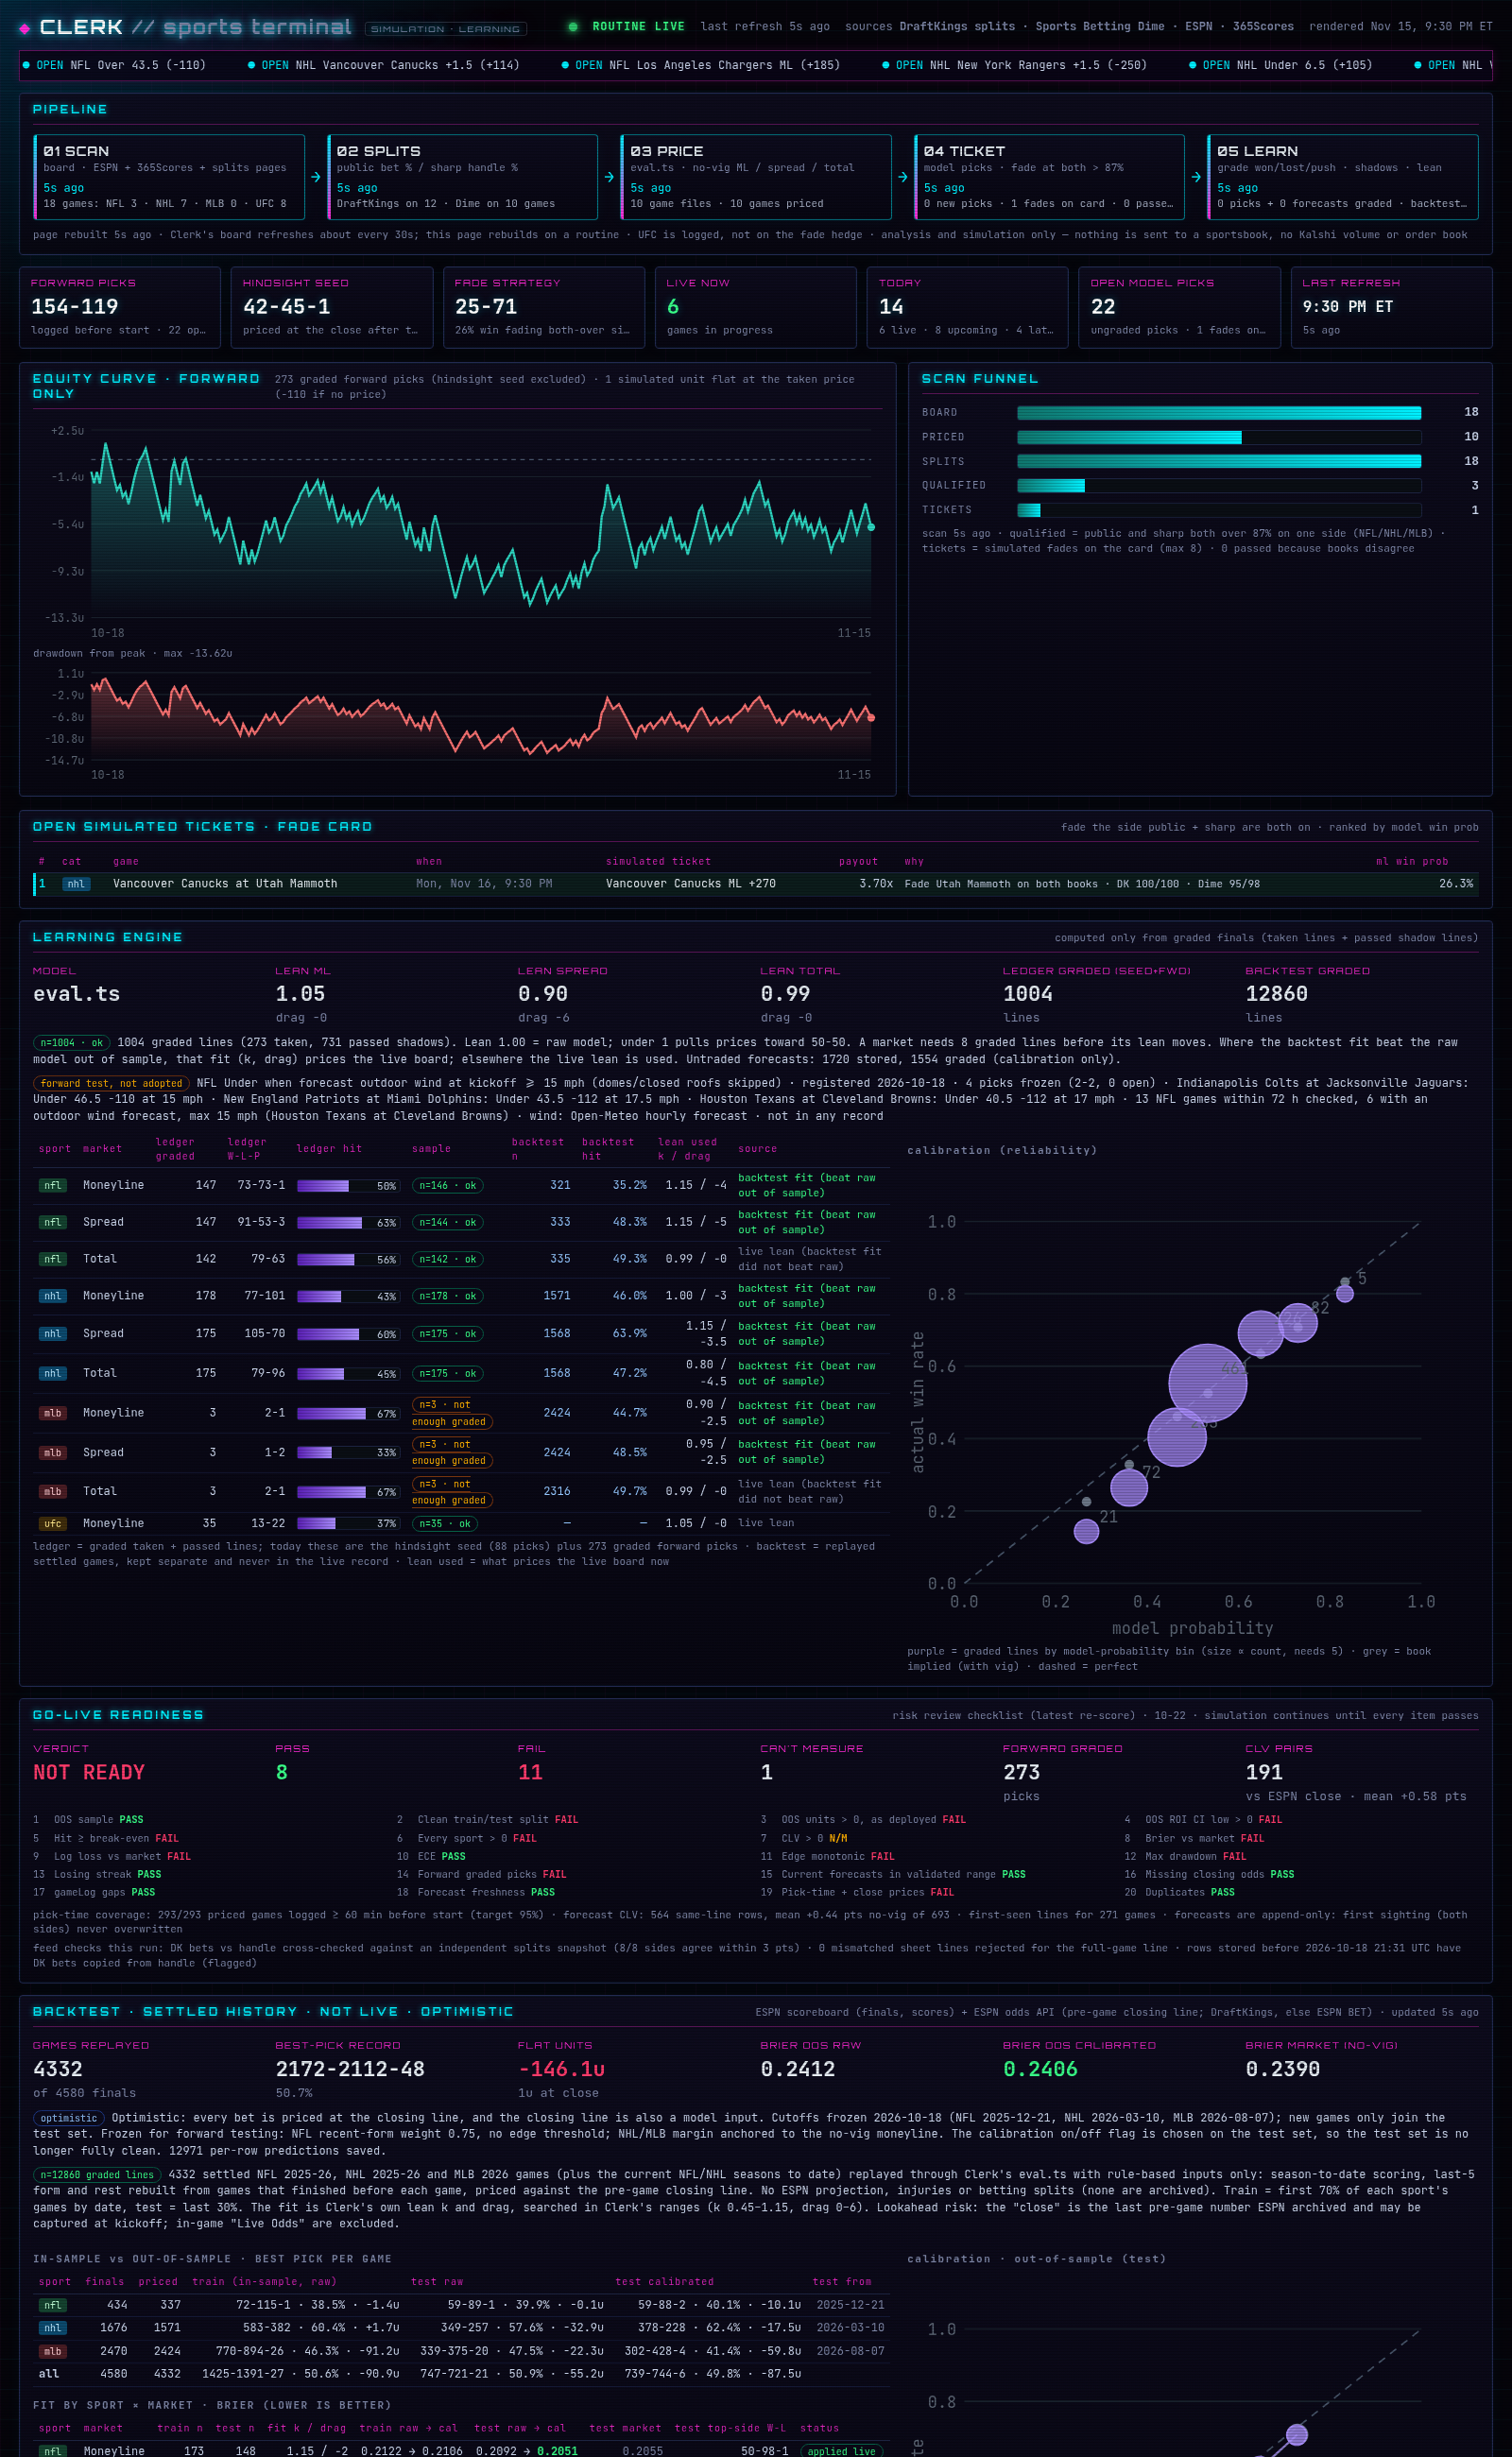 ◆ CLERK // sports terminal SIMULATION · LEARNING ● ROUTINE LIVE last refresh 5s ago sources DraftKings splits · Sports Betting Dime · ESPN · 365Scores rendered Nov 15, 9:30 PM ET
● OPEN NFL Over 43.5 (-110) ● OPEN NHL Vancouver Canucks +1.5 (+114) ● OPEN NFL Los Angeles Chargers ML (+185) ● OPEN NHL New York Rangers +1.5 (-250) ● OPEN NHL Under 6.5 (+105) ● OPEN NHL
PIPELINE
01 SCAN
board · ESPN + 365Scores + splits pages
5s ago
18 games: NFL 3 · NHL 7 · MLB 0 · UFC 8
→
02 SPLITS
public bet % / sharp handle %
5s ago
DraftKings on 12 · Dime on 10 games
→
03 PRICE
eval.ts · no-vig ML / spread / total
5s ago
10 game files · 10 games priced
→
04 TICKET
model picks · fade at both > 87%
5s ago
0 new picks · 1 fades on card · 0 passe…
→
05 LEARN
grade won/lost/push · shadows · lean
5s ago
0 picks + 0 forecasts graded · backtest…
page rebuilt 5s ago · Clerk's board refreshes about every 30s; this page rebuilds on a routine · UFC is logged, not on the fade hedge · analysis and simulation only — nothing is sent to a sportsbook, no Kalshi volume or order book
FORWARD PICKS
154-119
logged before start · 22 op…
HINDSIGHT SEED
42-45-1
priced at the close after t…
FADE STRATEGY
25-71
26% win fading both-over si…
LIVE NOW
6
games in progress
TODAY
14
6 live · 8 upcoming · 4 lat…
OPEN MODEL PICKS
22
ungraded picks · 1 fades on…
LAST REFRESH
9:30 PM ET
5s ago
EQUITY CURVE · FORWARD ONLY
273 graded forward picks (hindsight seed excluded) · 1 simulated unit flat at the taken price (-110 if no price)
+2.5u
-1.4u
-5.4u
-9.3u
-13.3u
10-18 11-15
drawdown from peak · max -13.62u
1.1u
-2.9u
-6.8u
-10.8u
-14.7u
10-18 11-15
SCAN FUNNEL
BOARD 18
PRICED 10
SPLITS 18
QUALIFIED 3
TICKETS 1
scan 5s ago · qualified = public and sharp both over 87% on one side (NFL/NHL/MLB) ·
tickets = simulated fades on the card (max 8) · 0 passed because books disagree
OPEN SIMULATED TICKETS · FADE CARD fade the side public + sharp are both on · ranked by model win prob
# cat game when simulated ticket payout why ml win prob
1 nhl Vancouver Canucks at Utah Mammoth Mon, Nov 16, 9:30 PM Vancouver Canucks ML +270 3.70x Fade Utah Mammoth on both books · DK 100/100 · Dime 95/98 26.3%
LEARNING ENGINE computed only from graded finals (taken lines + passed shadow lines)
MODEL
eval.ts
LEAN ML
1.05
drag -0
LEAN SPREAD
0.90
drag -6
LEAN TOTAL
0.99
drag -0
LEDGER GRADED (SEED+FWD)
1004
lines
BACKTEST GRADED
12860
lines
n=1004 · ok 1004 graded lines (273 taken, 731 passed shadows). Lean 1.00 = raw model; under 1 pulls prices toward 50-50. A market needs 8 graded lines before its lean moves. Where the backtest fit beat the raw
model out of sample, that fit (k, drag) prices the live board; elsewhere the live lean is used. Untraded forecasts: 1720 stored, 1554 graded (calibration only).
forward test, not adopted NFL Under when forecast outdoor wind at kickoff ≥ 15 mph (domes/closed roofs skipped) · registered 2026-10-18 · 4 picks frozen (2-2, 0 open) · Indianapolis Colts at Jacksonville Jaguars:
Under 46.5 -110 at 15 mph · New England Patriots at Miami Dolphins: Under 43.5 -112 at 17.5 mph · Houston Texans at Cleveland Browns: Under 40.5 -112 at 17 mph · 13 NFL games within 72 h checked, 6 with an
outdoor wind forecast, max 15 mph (Houston Texans at Cleveland Browns) · wind: Open-Meteo hourly forecast · not in any record
sport market ledger graded ledger W-L-P ledger hit sample backtest n backtest hit lean used k / drag source
nfl Moneyline 147 73-73-1 50% n=146 · ok 321 35.2% 1.15 / -4 backtest fit (beat raw out of sample)
nfl Spread 147 91-53-3 63% n=144 · ok 333 48.3% 1.15 / -5 backtest fit (beat raw out of sample)
nfl Total 142 79-63 56% n=142 · ok 335 49.3% 0.99 / -0 live lean (backtest fit did not beat raw)
nhl Moneyline 178 77-101 43% n=178 · ok 1571 46.0% 1.00 / -3 backtest fit (beat raw out of sample)
nhl Spread 175 105-70 60% n=175 · ok 1568 63.9% 1.15 / -3.5 backtest fit (beat raw out of sample)
nhl Total 175 79-96 45% n=175 · ok 1568 47.2% 0.80 / -4.5 backtest fit (beat raw out of sample)
mlb Moneyline 3 2-1 67% n=3 · not enough graded 2424 44.7% 0.90 / -2.5 backtest fit (beat raw out of sample)
mlb Spread 3 1-2 33% n=3 · not enough graded 2424 48.5% 0.95 / -2.5 backtest fit (beat raw out of sample)
mlb Total 3 2-1 67% n=3 · not enough graded 2316 49.7% 0.99 / -0 live lean (backtest fit did not beat raw)
ufc Moneyline 35 13-22 37% n=35 · ok — — 1.05 / -0 live lean
ledger = graded taken + passed lines; today these are the hindsight seed (88 picks) plus 273 graded forward picks · backtest = replayed
settled games, kept separate and never in the live record · lean used = what prices the live board now
calibration (reliability)
1.0
0.8
0.6
0.4
0.2
0.0
0.0 0.2 0.4 0.6 0.8 1.0
actual win rate
model probability
5
82
72
21
purple = graded lines by model-probability bin (size ∝ count, needs 5) · grey = book
implied (with vig) · dashed = perfect
GO-LIVE READINESS risk review checklist (latest re-score) · 10-22 · simulation continues until every item passes
VERDICT
NOT READY
PASS
8
FAIL
11
CAN'T MEASURE
1
FORWARD GRADED
273
picks
CLV PAIRS
191
vs ESPN close · mean +0.58 pts
1 OOS sample PASS 2 Clean train/test split FAIL 3 OOS units > 0, as deployed FAIL 4 OOS ROI CI low > 0 FAIL
5 Hit ≥ break-even FAIL 6 Every sport > 0 FAIL 7 CLV > 0 N/M 8 Brier vs market FAIL
9 Log loss vs market FAIL 10 ECE PASS 11 Edge monotonic FAIL 12 Max drawdown FAIL
13 Losing streak PASS 14 Forward graded picks FAIL 15 Current forecasts in validated range PASS 16 Missing closing odds PASS
17 gameLog gaps PASS 18 Forecast freshness PASS 19 Pick-time + close prices FAIL 20 Duplicates PASS
pick-time coverage: 293/293 priced games logged ≥ 60 min before start (target 95%) · forecast CLV: 564 same-line rows, mean +0.44 pts no-vig of 693 · first-seen lines for 271 games · forecasts are append-only: first sighting (both
sides) never overwritten
feed checks this run: DK bets vs handle cross-checked against an independent splits snapshot (8/8 sides agree within 3 pts) · 0 mismatched sheet lines rejected for the full-game line · rows stored before 2026-10-18 21:31 UTC have
DK bets copied from handle (flagged)
BACKTEST · SETTLED HISTORY · NOT LIVE · OPTIMISTIC ESPN scoreboard (finals, scores) + ESPN odds API (pre-game closing line; DraftKings, else ESPN BET) · updated 5s ago
GAMES REPLAYED
4332
of 4580 finals
BEST-PICK RECORD
2172-2112-48
50.7%
FLAT UNITS
-146.1u
1u at close
BRIER OOS RAW
0.2412
BRIER OOS CALIBRATED
0.2406
BRIER MARKET (NO-VIG)
0.2390
optimistic Optimistic: every bet is priced at the closing line, and the closing line is also a model input. Cutoffs frozen 2026-10-18 (NFL 2025-12-21, NHL 2026-03-10, MLB 2026-08-07); new games only join the
test set. Frozen for forward testing: NFL recent-form weight 0.75, no edge threshold; NHL/MLB margin anchored to the no-vig moneyline. The calibration on/off flag is chosen on the test set, so the test set is no
longer fully clean. 12971 per-row predictions saved.
n=12860 graded lines 4332 settled NFL 2025-26, NHL 2025-26 and MLB 2026 games (plus the current NFL/NHL seasons to date) replayed through Clerk's eval.ts with rule-based inputs only: season-to-date scoring, last-5
form and rest rebuilt from games that finished before each game, priced against the pre-game closing line. No ESPN projection, injuries or betting splits (none are archived). Train = first 70% of each sport's
games by date, test = last 30%. The fit is Clerk's own lean k and drag, searched in Clerk's ranges (k 0.45–1.15, drag 0–6). Lookahead risk: the "close" is the last pre-game number ESPN archived and may be
captured at kickoff; in-game "Live Odds" are excluded.
IN-SAMPLE vs OUT-OF-SAMPLE · BEST PICK PER GAME
sport finals priced train (in-sample, raw) test raw test calibrated test from
nfl 434 337 72-115-1 · 38.5% · -1.4u 59-89-1 · 39.9% · -0.1u 59-88-2 · 40.1% · -10.1u 2025-12-21
nhl 1676 1571 583-382 · 60.4% · +1.7u 349-257 · 57.6% · -32.9u 378-228 · 62.4% · -17.5u 2026-03-10
mlb 2470 2424 770-894-26 · 46.3% · -91.2u 339-375-20 · 47.5% · -22.3u 302-428-4 · 41.4% · -59.8u 2026-08-07
all 4580 4332 1425-1391-27 · 50.6% · -90.9u 747-721-21 · 50.9% · -55.2u 739-744-6 · 49.8% · -87.5u
FIT BY SPORT × MARKET · BRIER (LOWER IS BETTER)
sport market train n test n fit k / drag train raw → cal test raw → cal test market test top-side W-L status
nfl Moneyline 173 148 1.15 / -2 0.2122 → 0.2106 0.2092 → 0.2051 0.2055 50-98-1 applied live
calibration · out-of-sample (test)
1.0
0.8